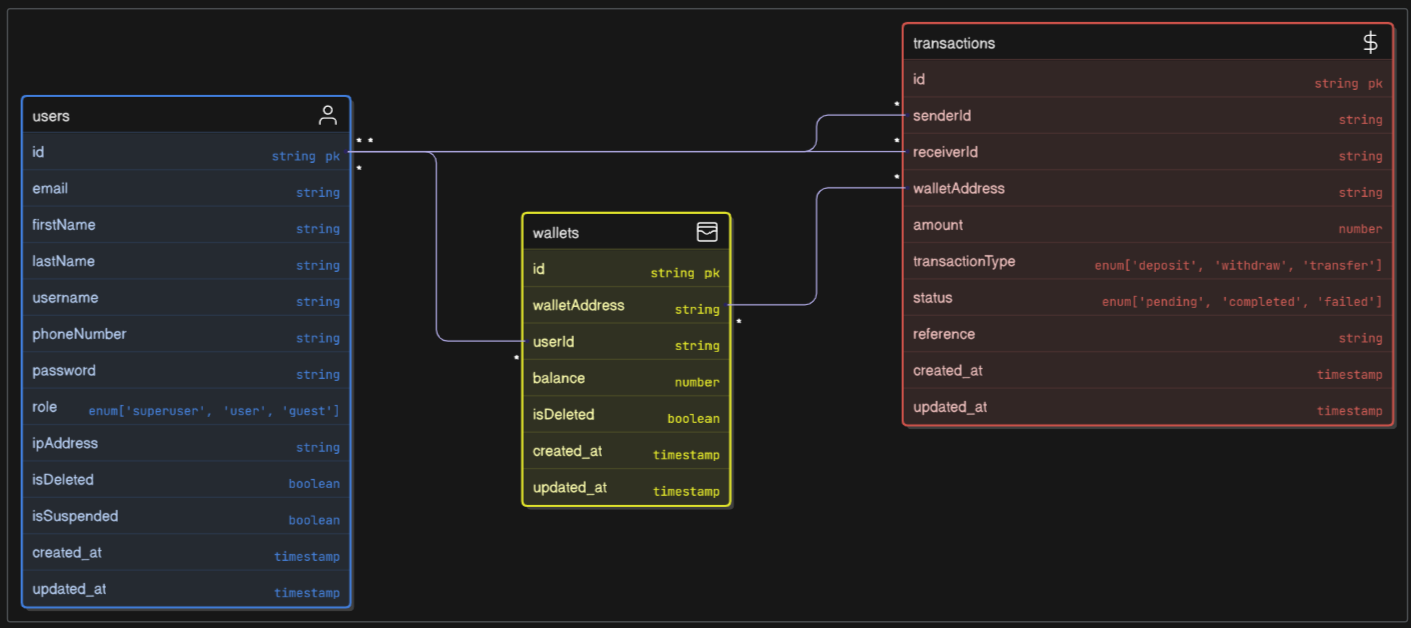 users
id string pk
email string
firstName string
lastName string
username string
phoneNumber string
password string
role enum['superuser', 'user', 'guest']
ipAddress string
isDeleted boolean
isSuspended boolean
created_at timestamp
updated_at timestamp
wallets
id string pk
walletAddress string
userId string
balance number
isDeleted boolean
created_at timestamp
updated_at timestamp
transactions
id string pk
senderId string
receiverId string
walletAddress string
amount number
transactionType enum['deposit', 'withdraw', 'transfer']
status enum['pending', 'completed', 'failed']
reference string
created_at timestamp
updated_at timestamp
* *
*
*
*
*
*
*